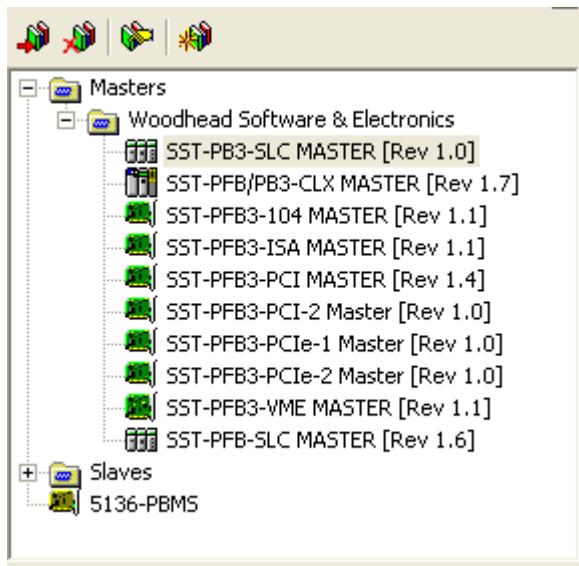 Masters
Woodhead Software & Electronics
SST-PB3-SLC MASTER [Rev 1.0]
SST-PFB/PB3-CLX MASTER [Rev 1.7]
SST-PFB3-104 MASTER [Rev 1.1]
SST-PFB3-ISA MASTER [Rev 1.1]
SST-PFB3-PCI MASTER [Rev 1.4]
SST-PFB3-PCI-2 Master [Rev 1.0]
SST-PFB3-PCIe-1 Master [Rev 1.0]
SST-PFB3-PCIe-2 Master [Rev 1.0]
SST-PFB3-VME MASTER [Rev 1.1]
SST-PFB-SLC MASTER [Rev 1.6]
Slaves
5136-PBMS